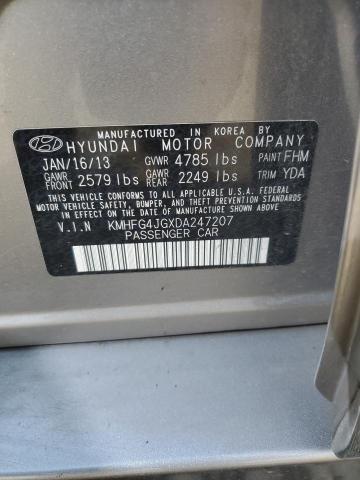 MANUFACTURED IN KOREA BY
HYUNDAI MOTOR COMPANY
JAN/16/13 GVWR 4785 lbs PAINT FHM
GAWR FRONT 2579 lbs GAWR REAR 2249 lbs TRIM YDA
THIS VEHICLE CONFORMS TO ALL APPLICABLE U.S.A. FEDERAL
MOTOR VEHICLE SAFETY, BUMPER, AND THEFT PREVENTION
STANDARDS IN EFFECT ON THE DATE OF MANUFACTURE SHOWN ABOVE.
V.I.N KMHFG4JGXDA247207
PASSENGER CAR